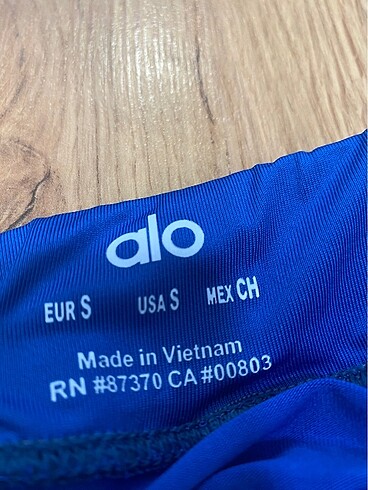 alo
EUR S USA S MEX CH
Made in Vietnam
RN #87370 CA #00803